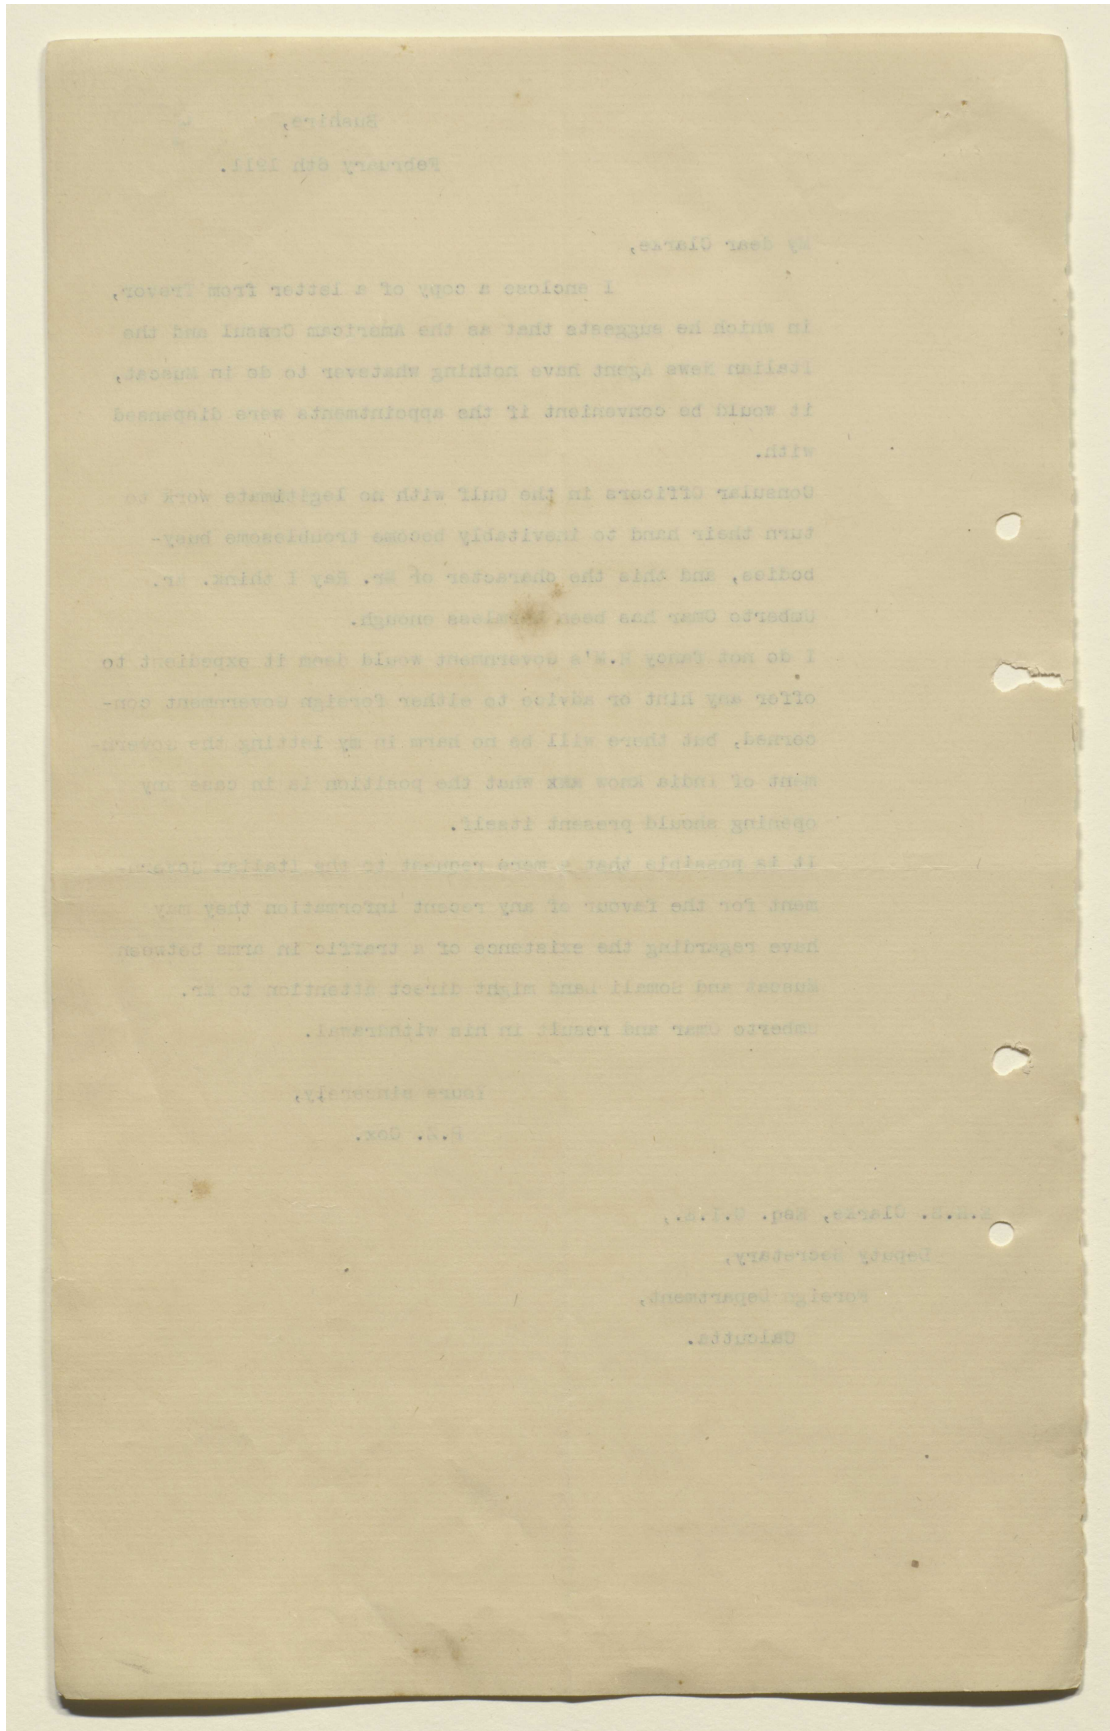 Bushire,
February 6th 1911.
My dear Clarke,
I enclose a copy of a letter from Trevor,
in which he suggests that as the American Consul and the
Italian News Agent have nothing whatever to do in Muscat,
it would be convenient if the appointments were dispensed
with.
Consular Officers in the Gulf with no legitimate work to
turn their hand to inevitably become troublesome busy-
bodies, and this the character of Mr. Ray I think. Mr.
Omar has been harmless enough.
I do not fancy H.M's Government would deem it expedient to
offer any hint or advice to either Foreign Government con-
cerned, but there will be no harm in my letting the Govern-
ment of India know what the position is in case any
opening should present itself.
It is possible that a mere request to the Italian Govern-
ment for the favour of any recent information they may
have regarding the existence of a traffic in arms between
Muscat and Somali Land might direct attention to Mr.
Umberto Omar and result in his withdrawal.
Yours sincerely,
P.Z. Cox.
Clarke, Esq. C.I.E.,
Deputy Secretary,
Foreign Department,
Calcutta.